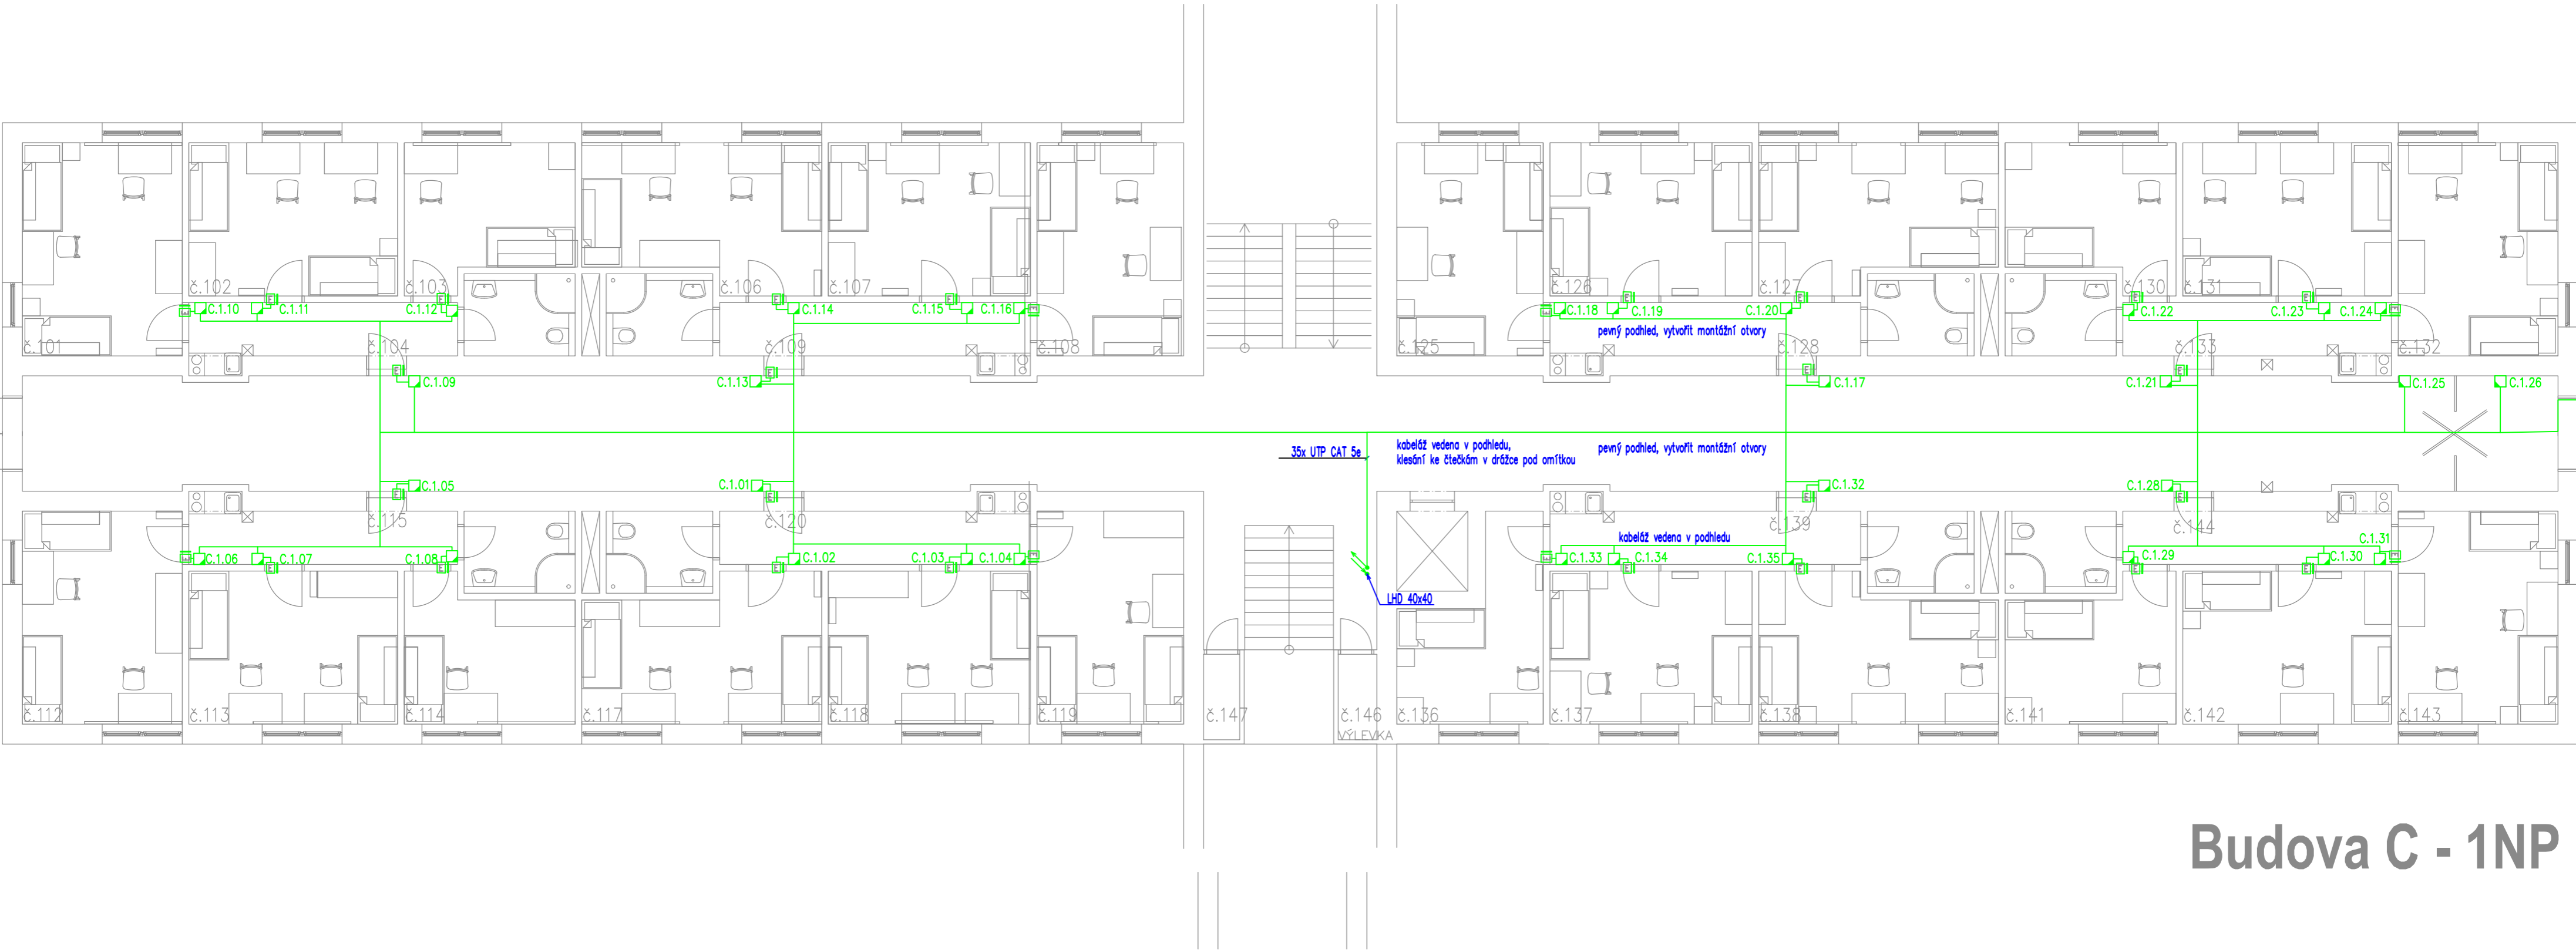 č.102
č.103
č.106
č.107
č.126
č.127
č.130
č.131
C.1.10
C.1.11
C.1.12
C.1.14
C.1.15
C.1.16
C.1.18
C.1.19
C.1.20
C.1.22
C.1.23
C.1.24
pevný podhled, vytvořit montážní otvory
č.101
č.104
č.109
č.108
č.125
č.128
č.133
č.132
C.1.09
C.1.13
C.1.17
C.1.21
C.1.25
C.1.26
35x UTP CAT 5e
kabeláž vedena v podhledu,
klesání ke čtečkám v drážce pod omítkou
pevný podhled, vytvořit montážní otvory
C.1.05
C.1.01
C.1.32
C.1.28
č.115
č.120
č.139
č.144
kabeláž vedena v podhledu
C.1.31
C.1.06
C.1.07
C.1.08
C.1.02
C.1.03
C.1.04
C.1.33
C.1.34
C.1.35
C.1.29
C.1.30
LHD 40x40
č.112
č.113
č.114
č.117
č.118
č.119
č.147
č.146
VÝLEVKA
č.136
č.137
č.138
č.141
č.142
č.143
Budova C - 1NP